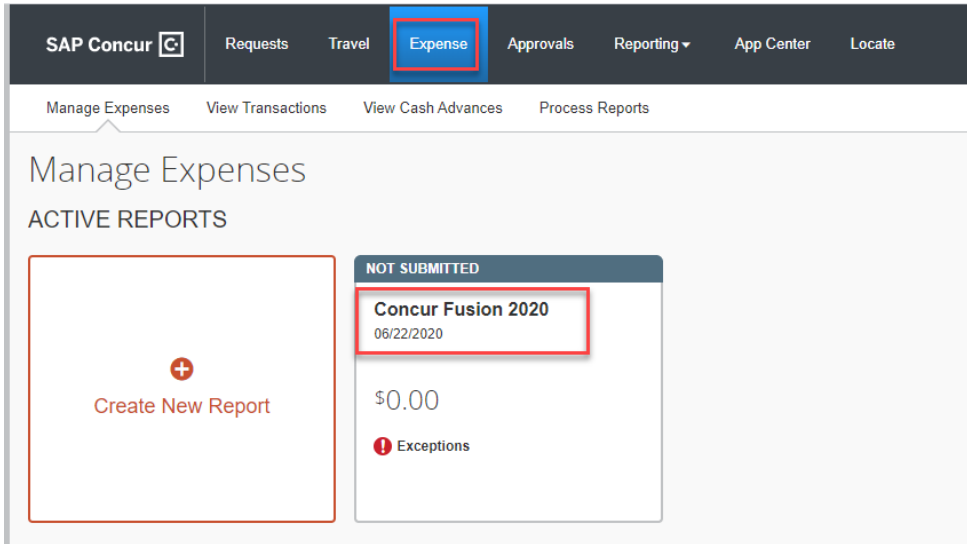 SAP Concur C Requests Travel Expense Approvals Reporting App Center Locate
Manage Expenses View Transactions View Cash Advances Process Reports
Manage Expenses
ACTIVE REPORTS
NOT SUBMITTED
Concur Fusion 2020
06/22/2020
Create New Report
$0.00
Exceptions